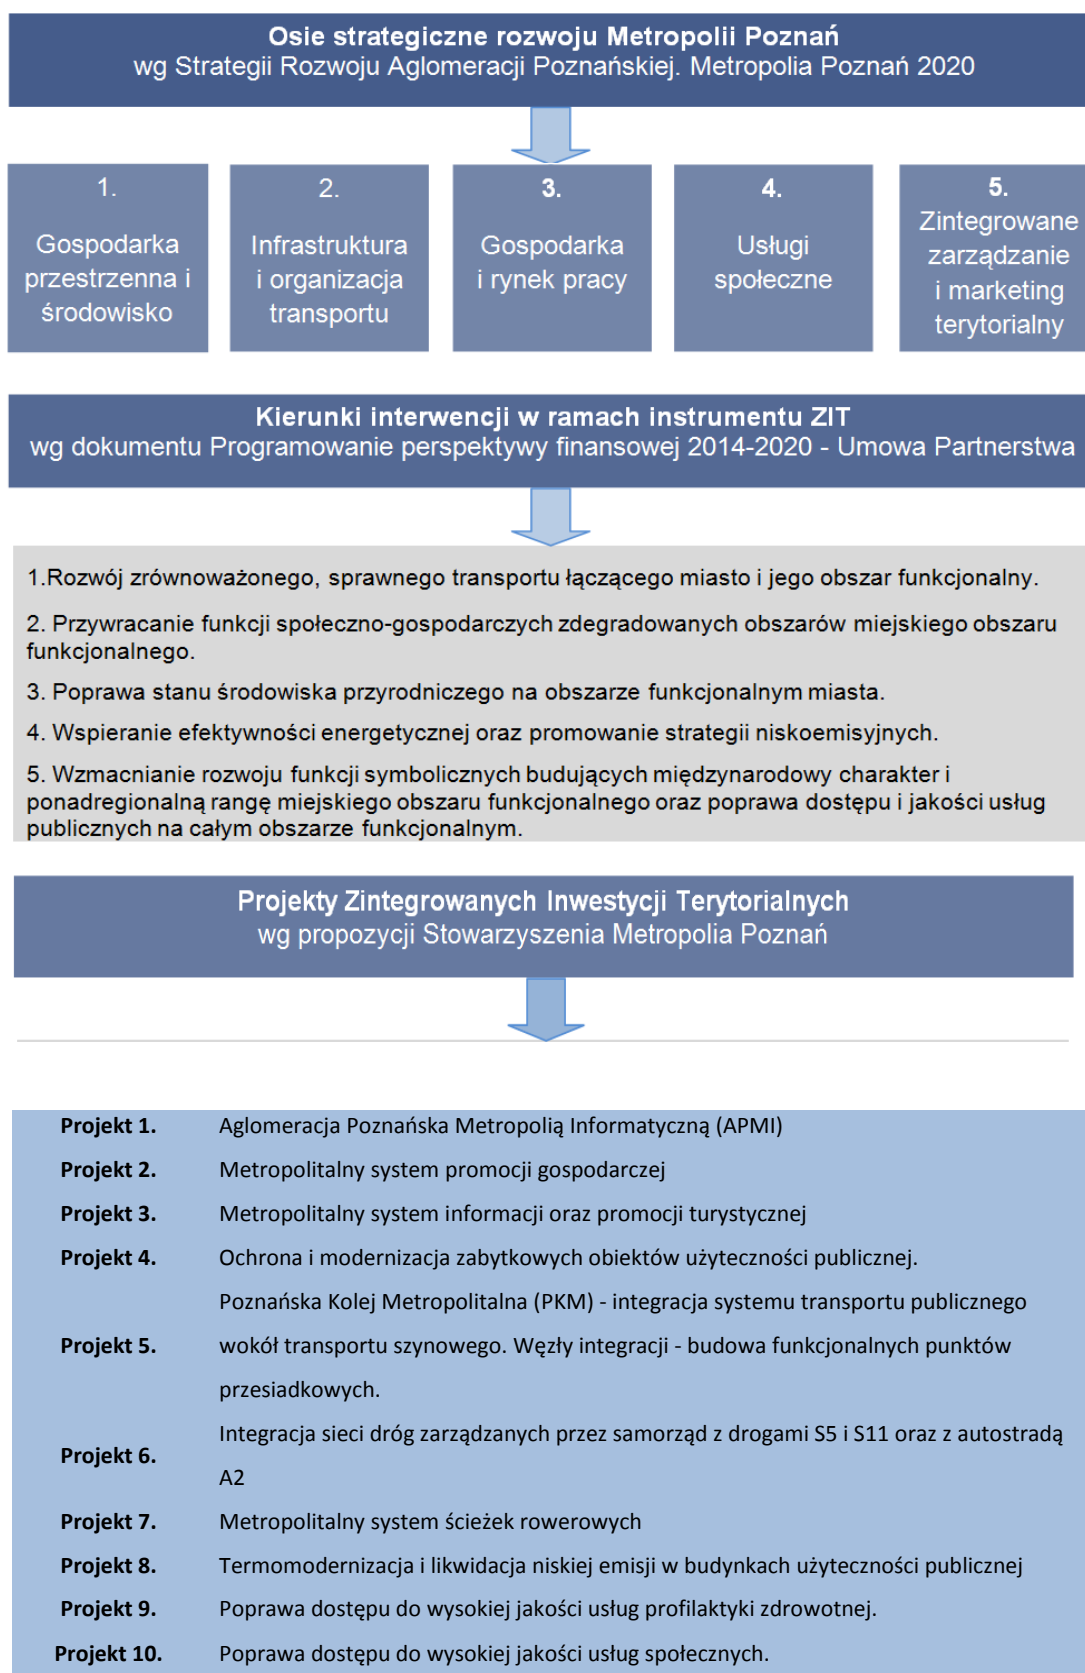 Osie strategiczne rozwoju Metropolii Poznań
wg Strategii Rozwoju Aglomeracji Poznańskiej. Metropolia Poznań 2020
1.
Gospodarka
przestrzenna i
środowisko
2.
Infrastruktura
i organizacja
transportu
3.
Gospodarka
i rynek pracy
4.
Usługi
społeczne
5.
Zintegrowane
zarządzanie
i marketing
terytorialny
Kierunki interwencji w ramach instrumentu ZIT
wg dokumentu Programowanie perspektywy finansowej 2014-2020 - Umowa Partnerstwa
1.Rozwój zrównoważonego, sprawnego transportu łączącego miasto i jego obszar funkcjonalny.
2. Przywracanie funkcji społeczno-gospodarczych zdegradowanych obszarów miejskiego obszaru
funkcjonalnego.
3. Poprawa stanu środowiska przyrodniczego na obszarze funkcjonalnym miasta.
4. Wspieranie efektywności energetycznej oraz promowanie strategii niskoemisyjnych.
5. Wzmacnianie rozwoju funkcji symbolicznych budujących międzynarodowy charakter i
ponadregionalną rangę miejskiego obszaru funkcjonalnego oraz poprawa dostępu i jakości usług
publicznych na całym obszarze funkcjonalnym.
Projekty Zintegrowanych Inwestycji Terytorialnych
wg propozycji Stowarzyszenia Metropolia Poznań
Projekt 1. Aglomeracja Poznańska Metropolią Informatyczną (APMI)
Projekt 2. Metropolitalny system promocji gospodarczej
Projekt 3. Metropolitalny system informacji oraz promocji turystycznej
Projekt 4. Ochrona i modernizacja zabytkowych obiektów użyteczności publicznej.
Poznańska Kolej Metropolitalna (PKM) - integracja systemu transportu publicznego
Projekt 5. wokół transportu szynowego. Węzły integracji - budowa funkcjonalnych punktów
przesiadkowych.
Integracja sieci dróg zarządzanych przez samorząd z drogami S5 i S11 oraz z autostradą
Projekt 6.
A2
Projekt 7. Metropolitalny system ścieżek rowerowych
Projekt 8. Termomodernizacja i likwidacja niskiej emisji w budynkach użyteczności publicznej
Projekt 9. Poprawa dostępu do wysokiej jakości usług profilaktyki zdrowotnej.
Projekt 10. Poprawa dostępu do wysokiej jakości usług społecznych.